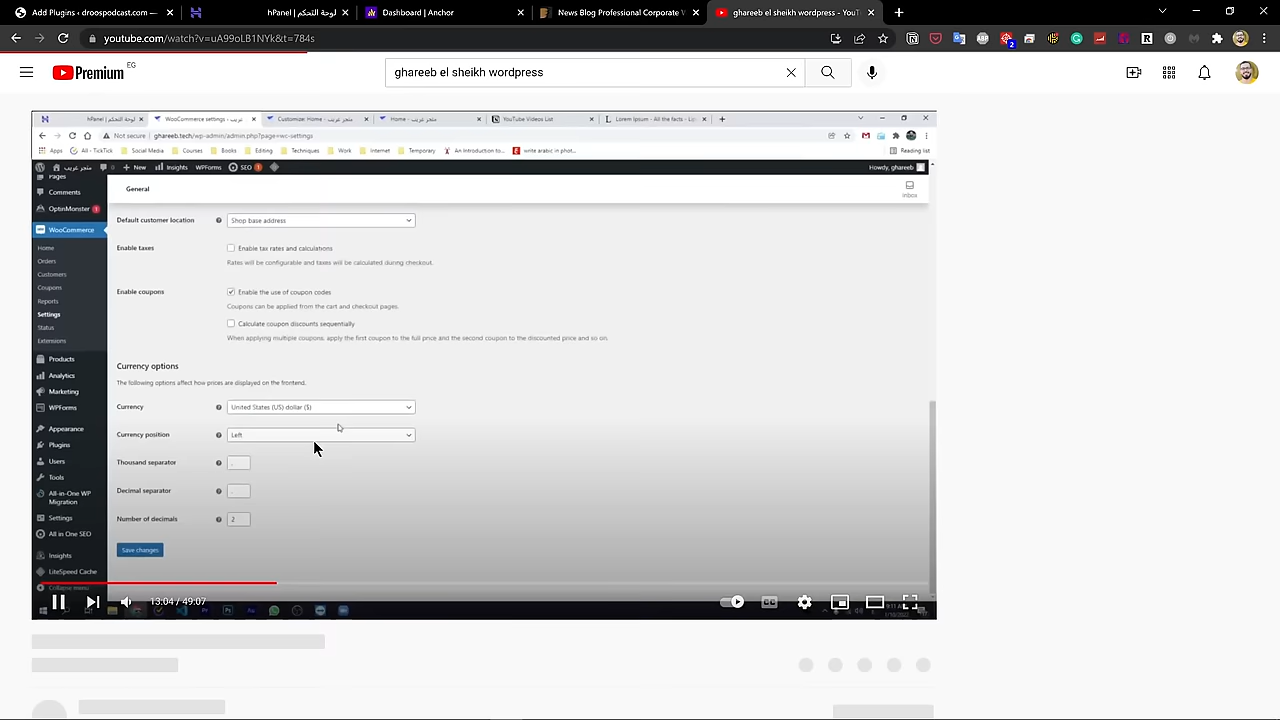 Add Plugins ‹ drospodcast.com
hPanel | لوحة التحكم
Dashboard | Anchor
News Blog Professional Corporate
ghareeb el sheikh wordpress - YouT
youtube.com/watch?v=uA99oLB1NYk&t=784s
2
Premium EG
ghareeb el sheikh wordpress
hPanel | لوحة التحكم
WooCommerce settings ‹ متجر غريب
Customize: Home - متجر غريب
Home - متجر غريب
YouTube Videos List
Lorem Ipsum - All the facts - Lip
Not secure | ghareeb.tech/wp-admin/admin.php?page=wc-settings
Apps
All - TickTick
Social Media
Courses
Books
Editing
Techniques
Work
Internet
Temporary
An Introduction to...
write arabic in phot...
Reading list
متجر غريب
0
New
Insights
WPForms
SEO 1
Howdy, ghareeb
Pages
General
Inbox
Comments
OptinMonster 1
WooCommerce
Home
Orders
Customers
Coupons
Reports
Settings
Status
Extensions
Products
Analytics
Marketing
WPForms
Appearance
Plugins
Users
Tools
All-in-One WP
Migration
Settings
All in One SEO
Insights
LiteSpeed Cache
Collapse menu
Default customer location
Shop base address
Enable taxes
Enable tax rates and calculations
Rates will be configurable and taxes will be calculated during checkout.
Enable coupons
Enable the use of coupon codes
Coupons can be applied from the cart and checkout pages.
Calculate coupon discounts sequentially
When applying multiple coupons, apply the first coupon to the full price and the second coupon to the discounted price and so on.
Currency options
The following options affect how prices are displayed on the frontend.
Currency
United States (US) dollar ($)
Currency position
Left
Thousand separator
Decimal separator
Number of decimals
2
Save changes
13:04 / 49:07